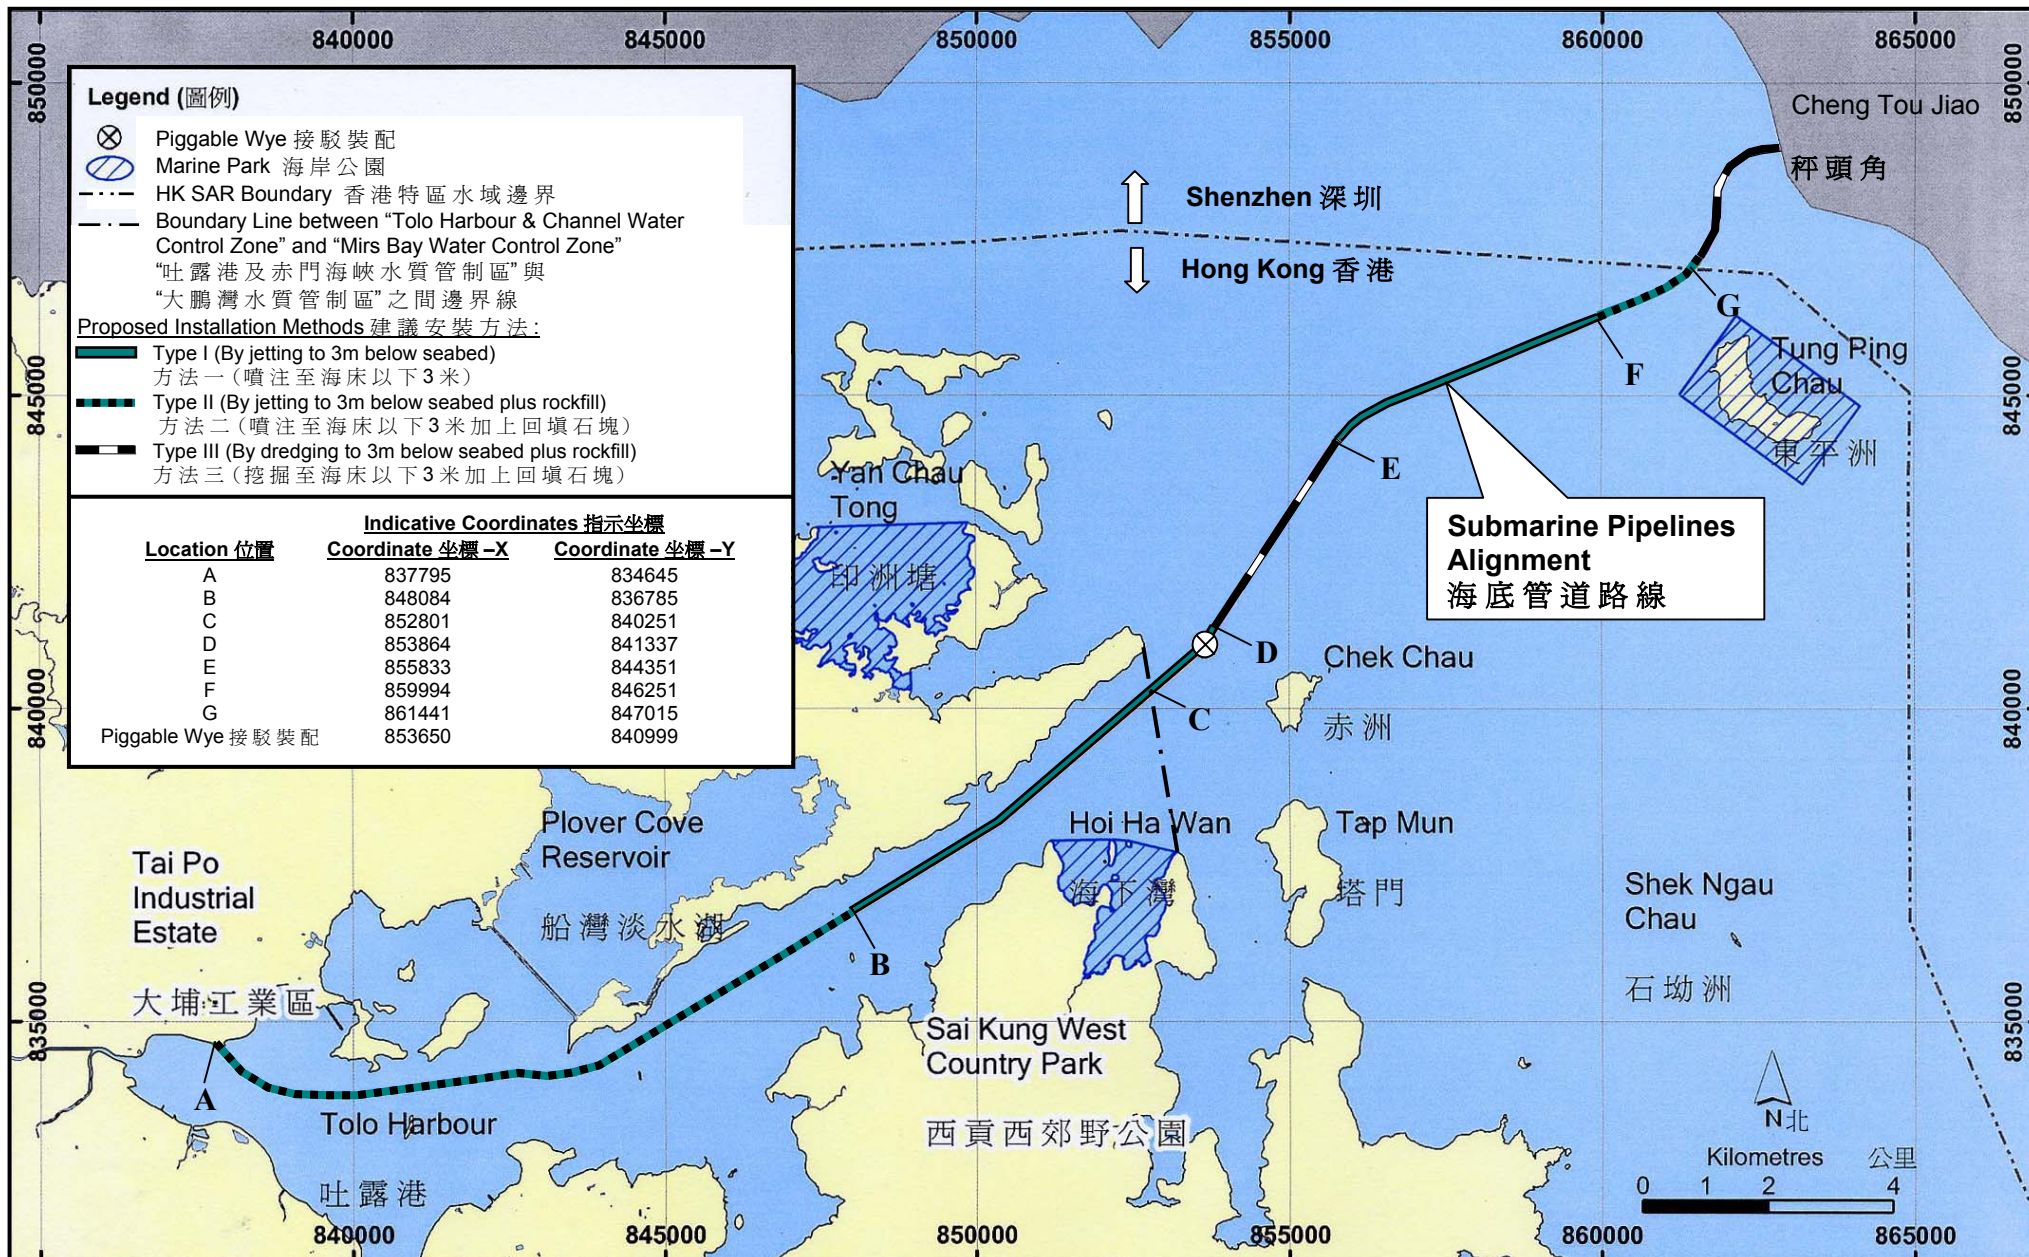 840000
845000
850000
855000
860000
865000
850000
850000
Legend (圖例)
Piggable Wye 接駁裝配
Marine Park 海岸公園
HK SAR Boundary 香港特區水域邊界
Boundary Line between “Tolo Harbour & Channel Water
Control Zone” and “Mirs Bay Water Control Zone”
“吐露港及赤門海峽水質管制區” 與
“大鵬灣水質管制區” 之間邊界線
Proposed Installation Methods 建議安裝方法:
Type I (By jetting to 3m below seabed)
方法一 (噴注至海床以下 3 米)
Type II (By jetting to 3m below seabed plus rockfill)
方法二 (噴注至海床以下 3 米加上回填石塊)
Type III (By dredging to 3m below seabed plus rockfill)
方法三 (挖掘至海床以下 3 米加上回填石塊)
Indicative Coordinates 指示坐標
Location 位置 Coordinate 坐標 –X Coordinate 坐標 –Y
A 837795 834645
B 848084 836785
C 852801 840251
D 853864 841337
E 855833 844351
F 859994 846251
G 861441 847015
Piggable Wye 接駁裝配 853650 840999
Cheng Tou Jiao
秤頭角
Shenzhen 深圳
Hong Kong 香港
G
Tung Ping
Chau
東平洲
F
845000
845000
E
Yan Chau
Tong
印洲塘
Submarine Pipelines
Alignment
海底管道路線
D
Chek Chau
赤洲
C
840000
840000
Plover Cove
Reservoir
船灣淡水湖
Hoi Ha Wan
海下灣
Tap Mun
塔門
Tai Po
Industrial
Estate
大埔工業區
Shek Ngau
Chau
石坳洲
B
835000
835000
Sai Kung West
Country Park
西貢西郊野公園
A
Tolo Harbour
吐露港
N北
Kilometres 公里
0 1 2 4
840000
845000
850000
855000
860000
865000